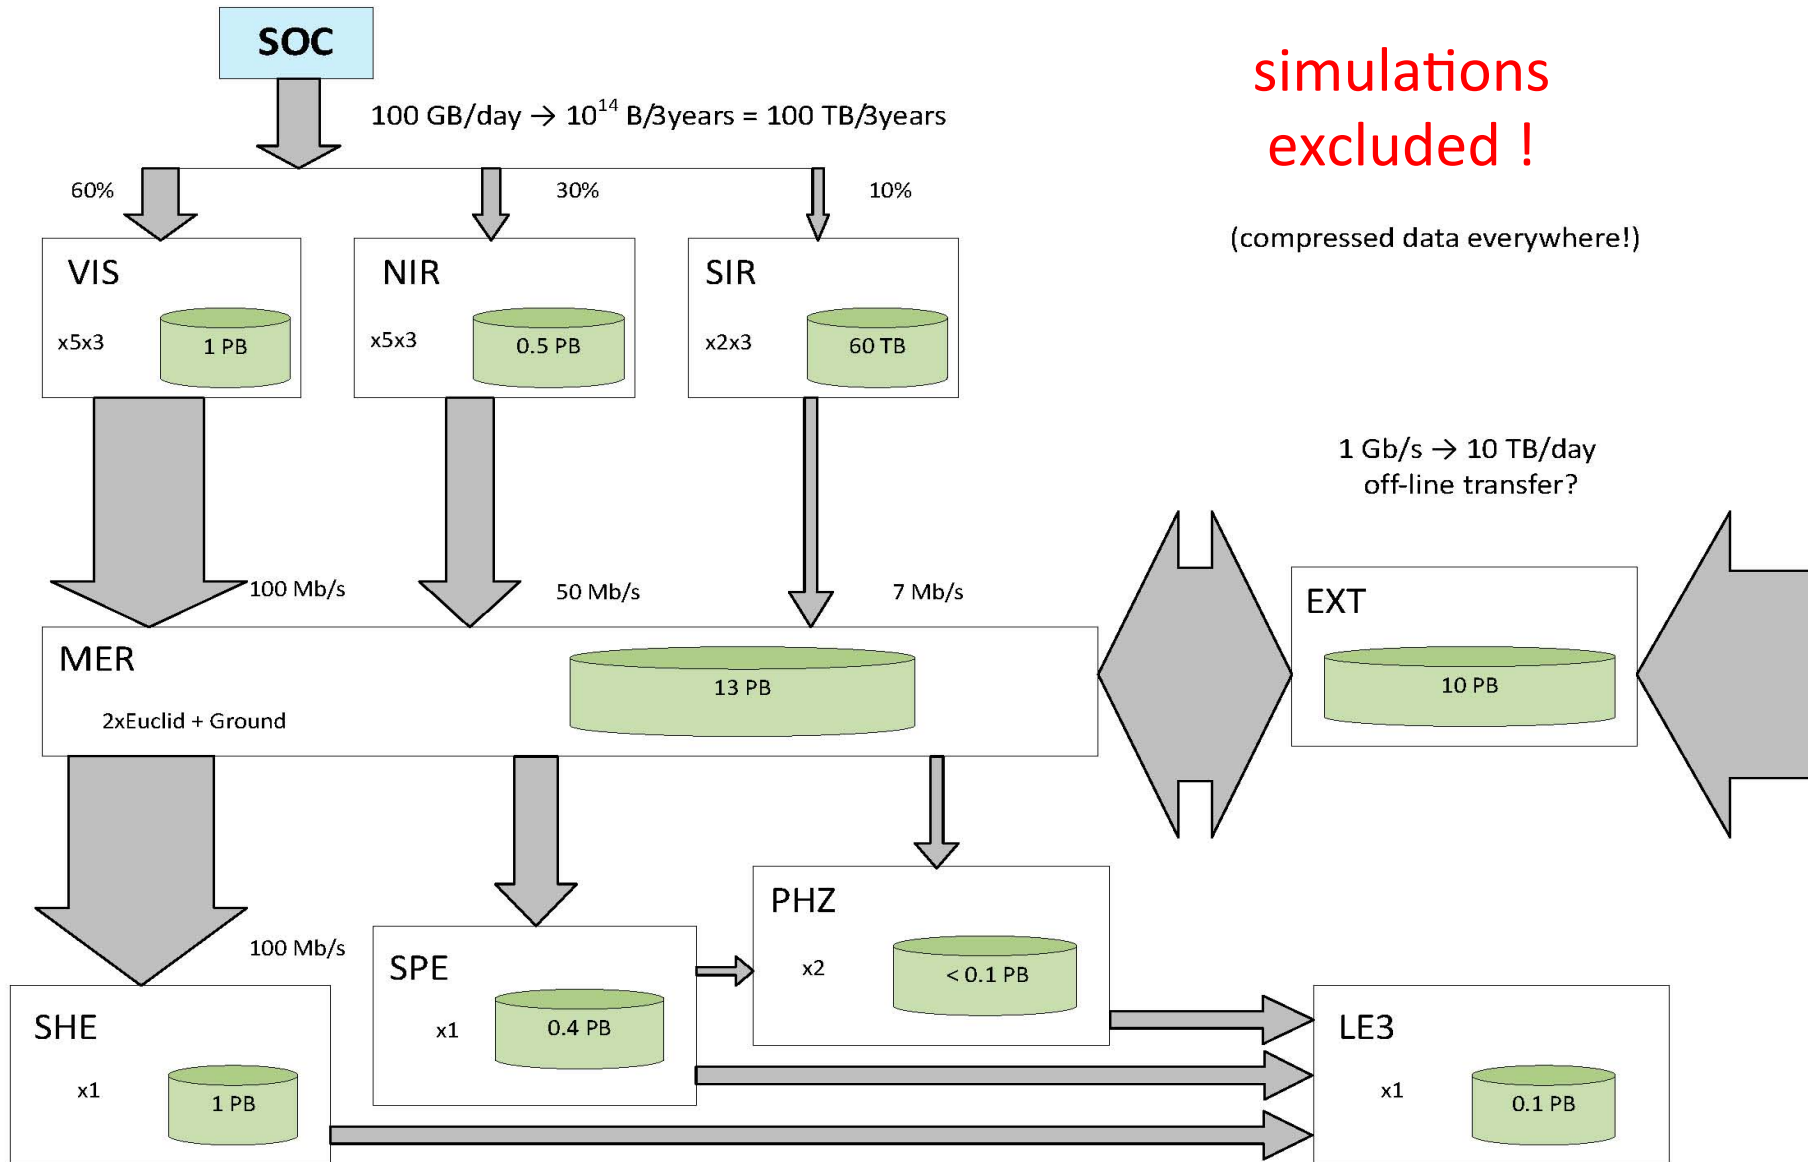 SOC
simulations
excluded !
100 GB/day → 10¹⁴ B/3years = 100 TB/3years
60%
30%
10%
(compressed data everywhere!)
VIS
x5x3
1 PB
NIR
x5x3
0.5 PB
SIR
x2x3
60 TB
1 Gb/s → 10 TB/day
off-line transfer?
100 Mb/s
50 Mb/s
7 Mb/s
MER
13 PB
2xEuclid + Ground
EXT
10 PB
100 Mb/s
PHZ
x2
< 0.1 PB
SPE
x1
0.4 PB
SHE
x1
1 PB
LE3
x1
0.1 PB